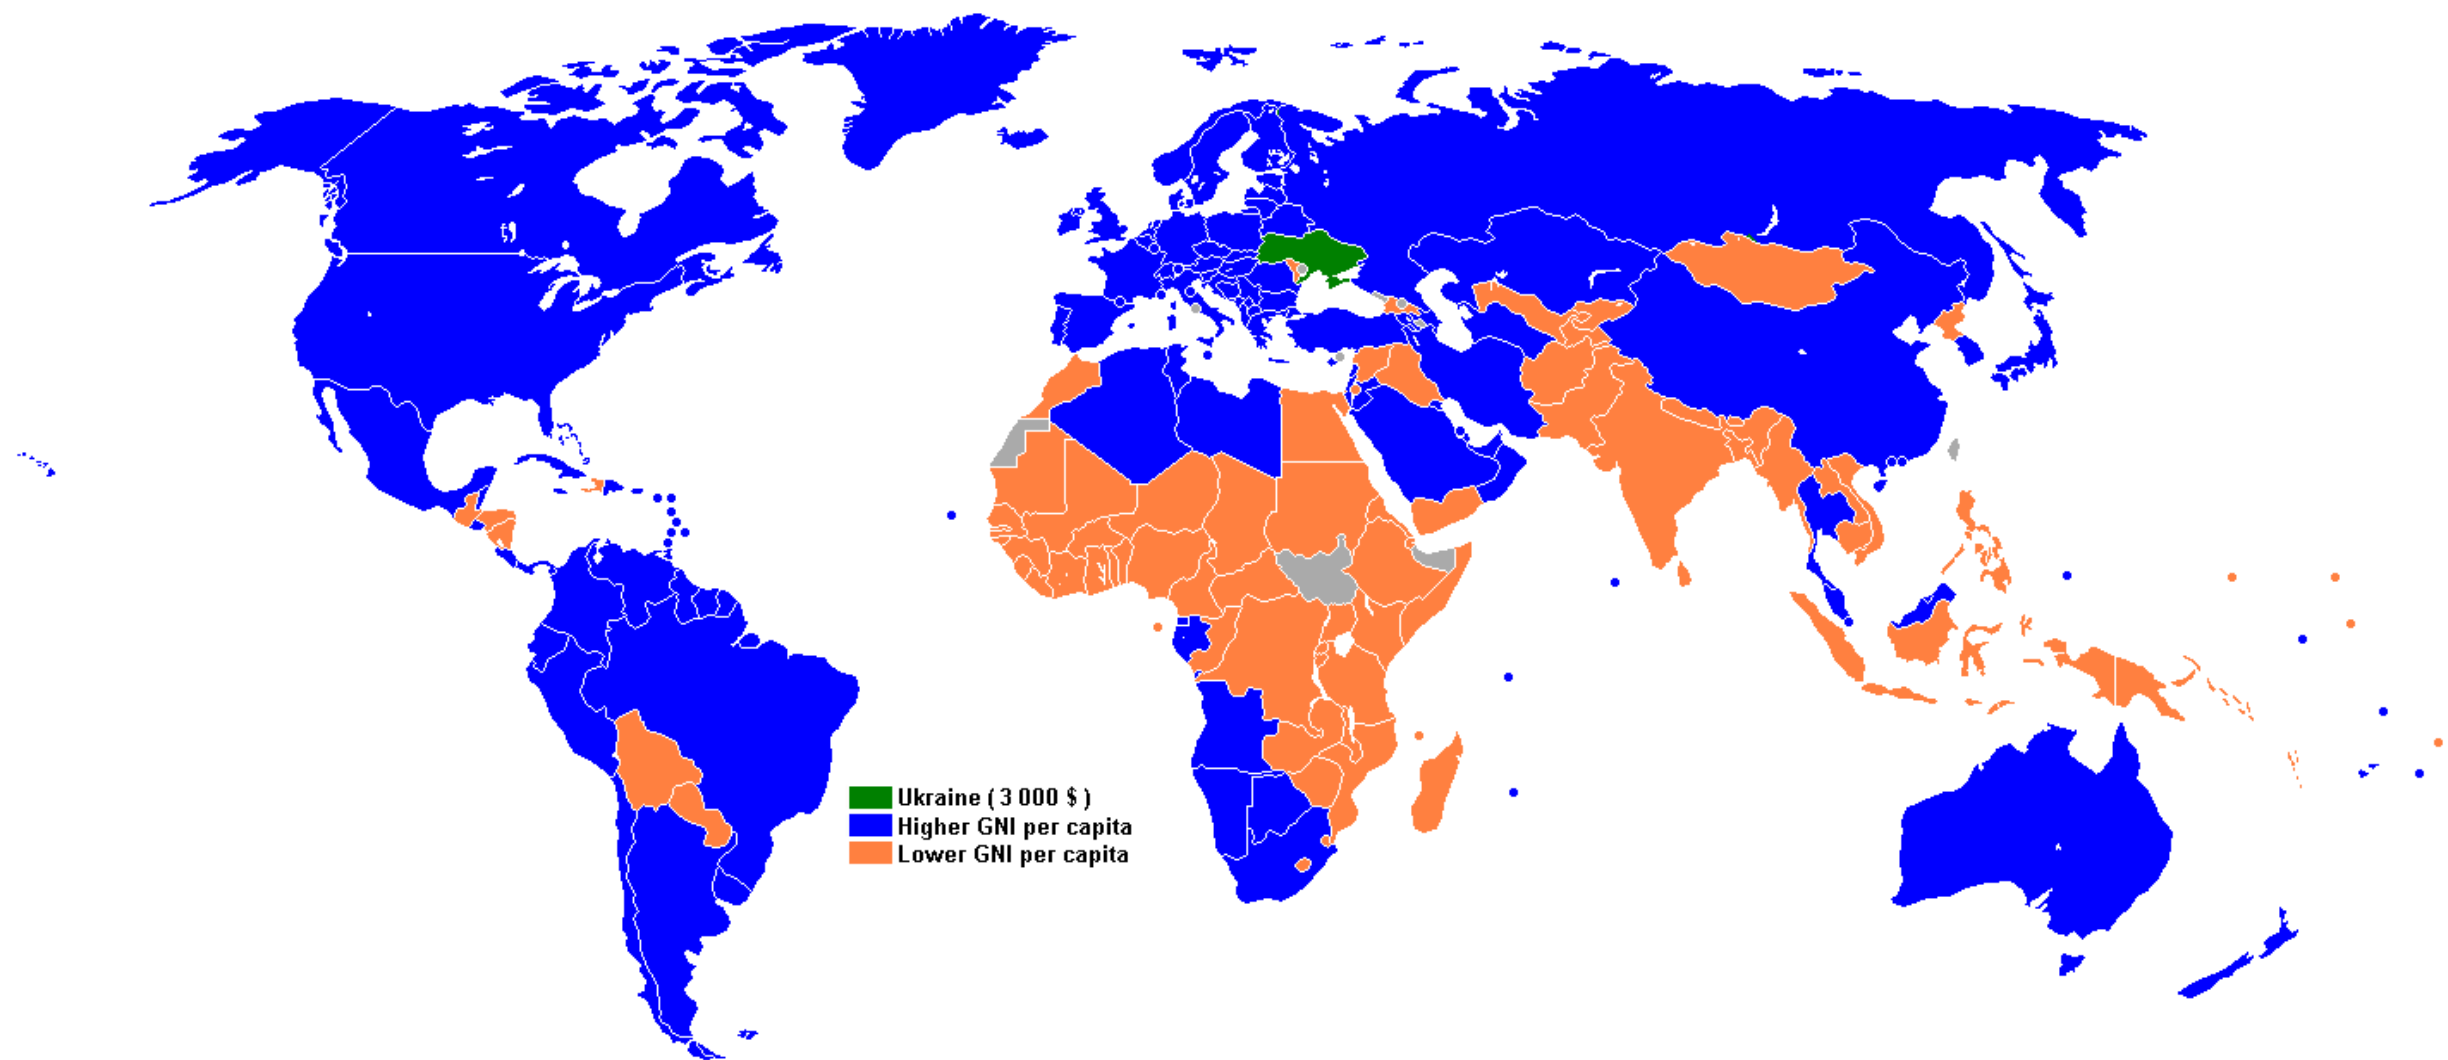 Ukraine ( 3 000 $ )
Higher GNI per capita
Lower GNI per capita